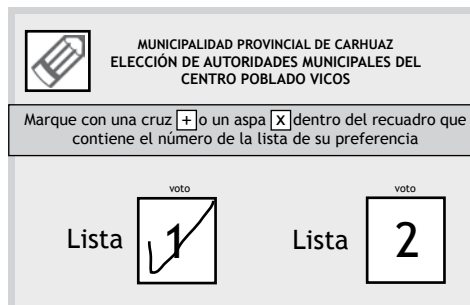 MUNICIPALIDAD PROVINCIAL DE CARHUAZ
ELECCIÓN DE AUTORIDADES MUNICIPALES DEL
CENTRO POBLADO VICOS
Marque con una cruz + o un aspa X dentro del recuadro que
contiene el número de la lista de su preferencia
voto voto
Lista 1 Lista 2